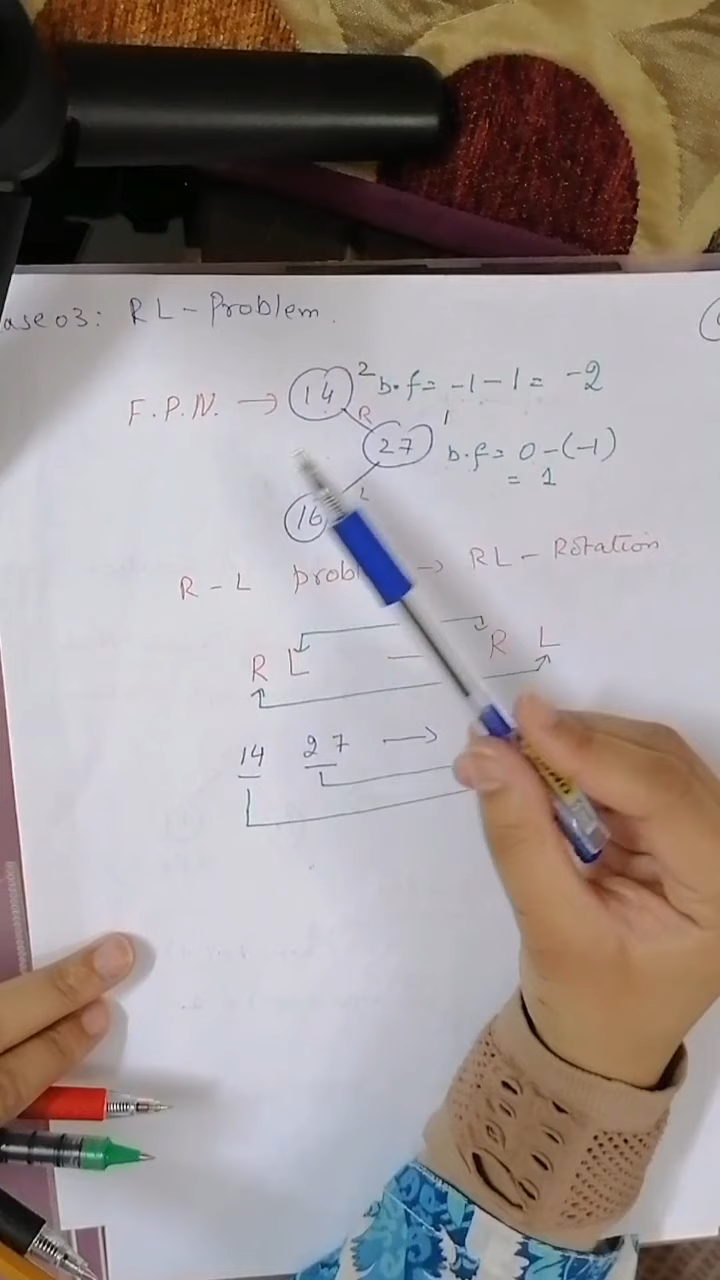 ase 03: RL - Problem.
F.P.N. → 14 2 b.f = -1 - 1 = -2
R
27 1 b.f = 0 - (-1)
= 1
L
16
R - L probl → RL - Rotation
R L — R L
14 27 →